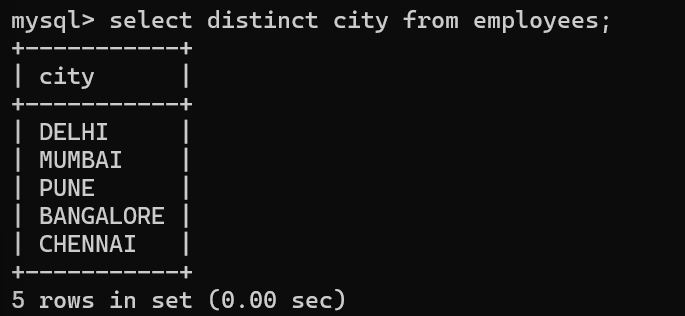 mysql> select distinct city from employees;
+-----------+
| city      |
+-----------+
| DELHI     |
| MUMBAI    |
| PUNE      |
| BANGALORE |
| CHENNAI   |
+-----------+
5 rows in set (0.00 sec)